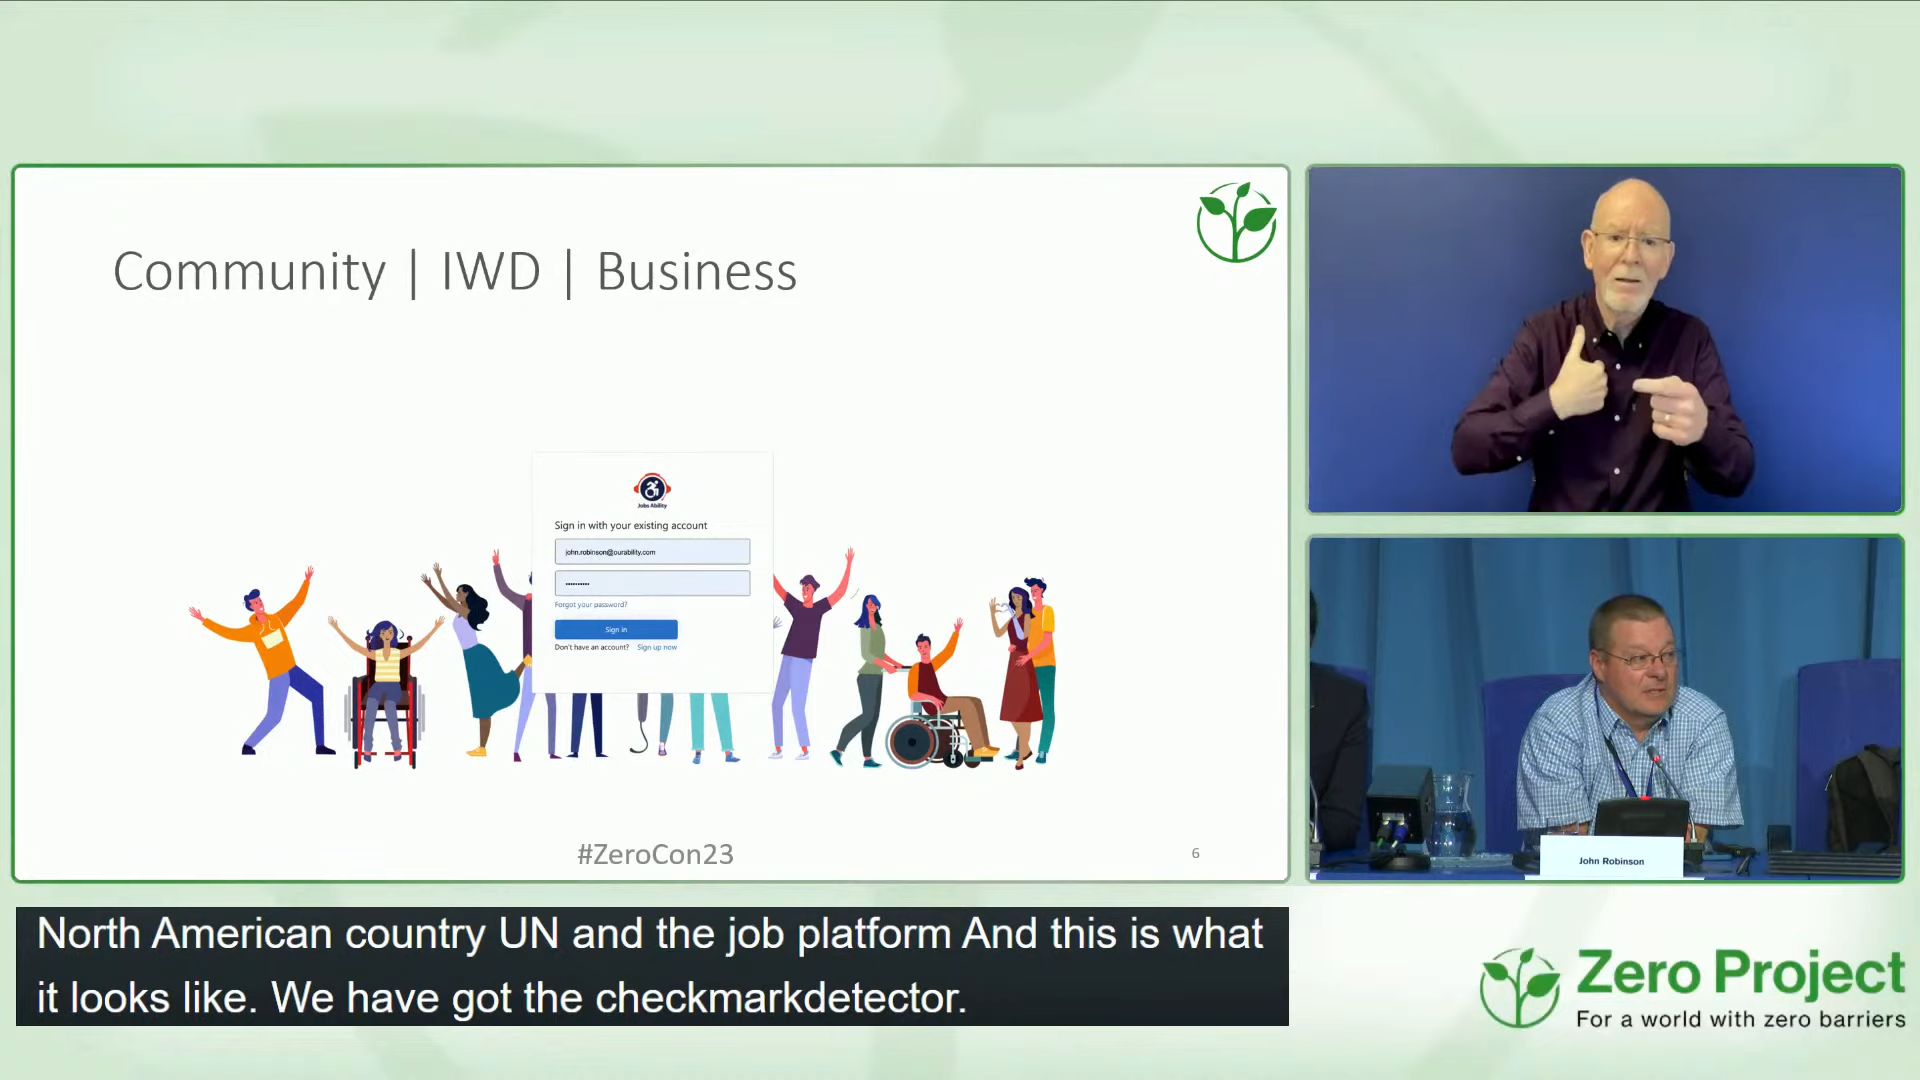 Community | IWD | Business
Jobs Ability
Sign in with your existing account
john.robinson@ourability.com
••••••••••
Forgot your password?
Sign in
Don't have an account? Sign up now
#ZeroCon23
6
John Robinson
North American country UN and the job platform And this is what
it looks like. We have got the checkmarkdetector.
Zero Project
For a world with zero barriers